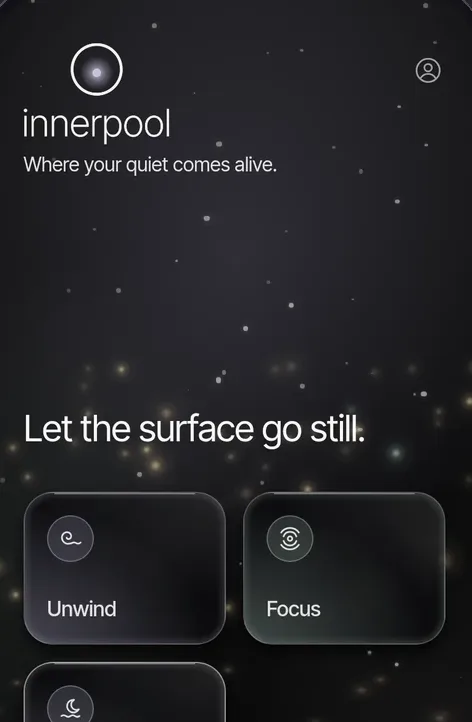 innerpool
Where your quiet comes alive.
Let the surface go still.
Unwind
Focus